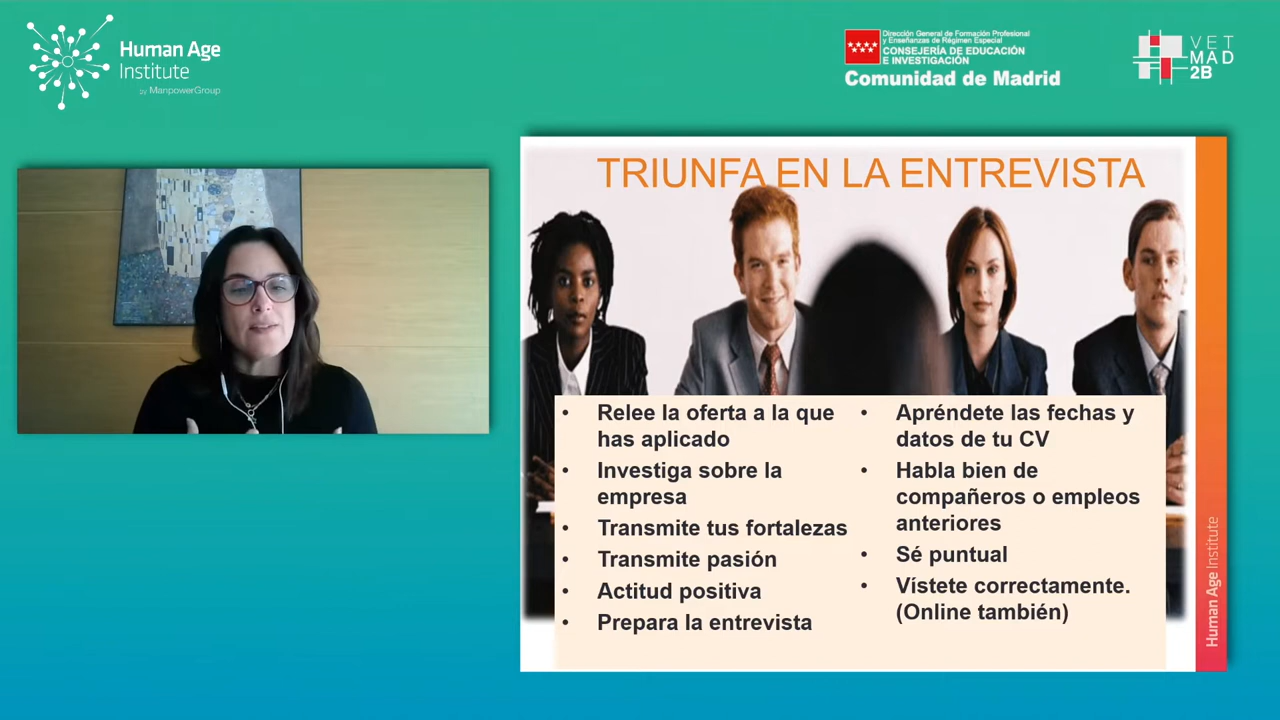 Human Age
Institute
by ManpowerGroup
Dirección General de Formación Profesional
y Enseñanzas de Régimen Especial
CONSEJERÍA DE EDUCACIÓN
E INVESTIGACIÓN
Comunidad de Madrid
VET
MAD
2B
TRIUNFA EN LA ENTREVISTA
• Relee la oferta a la que
has aplicado
• Investiga sobre la
empresa
• Transmite tus fortalezas
• Transmite pasión
• Actitud positiva
• Prepara la entrevista
• Apréndete las fechas y
datos de tu CV
• Habla bien de
compañeros o empleos
anteriores
• Sé puntual
• Vístete correctamente.
(Online también)
Human Age Institute